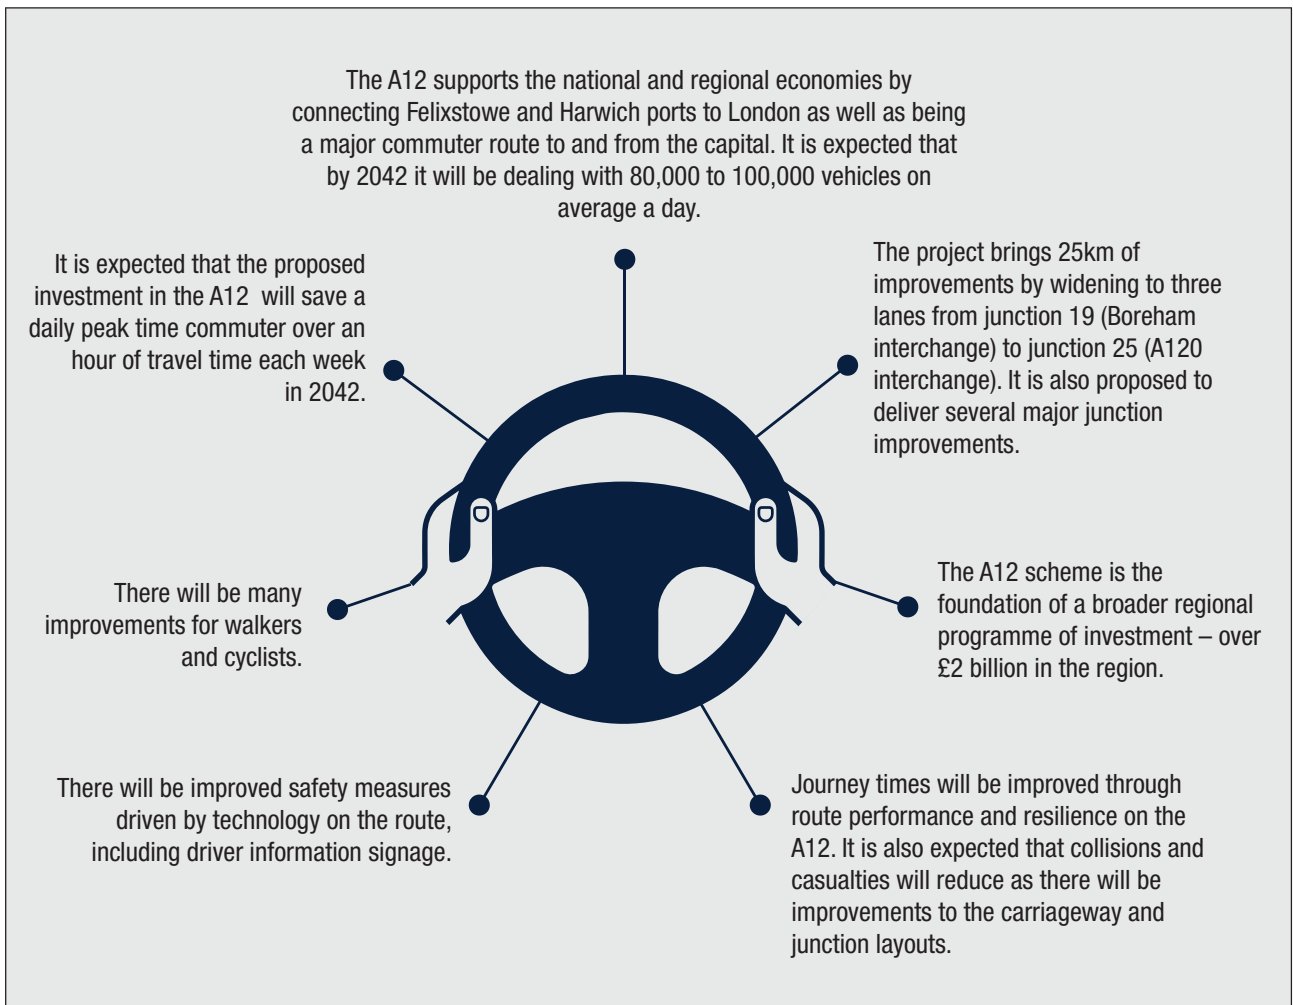 The A12 supports the national and regional economies by
connecting Felixstowe and Harwich ports to London as well as being
a major commuter route to and from the capital. It is expected that
by 2042 it will be dealing with 80,000 to 100,000 vehicles on
average a day.
It is expected that the proposed
investment in the A12 will save a
daily peak time commuter over an
hour of travel time each week
in 2042.
The project brings 25km of
improvements by widening to three
lanes from junction 19 (Boreham
interchange) to junction 25 (A120
interchange). It is also proposed to
deliver several major junction
improvements.
There will be many
improvements for walkers
and cyclists.
The A12 scheme is the
foundation of a broader regional
programme of investment – over
£2 billion in the region.
There will be improved safety measures
driven by technology on the route,
including driver information signage.
Journey times will be improved through
route performance and resilience on the
A12. It is also expected that collisions and
casualties will reduce as there will be
improvements to the carriageway and
junction layouts.